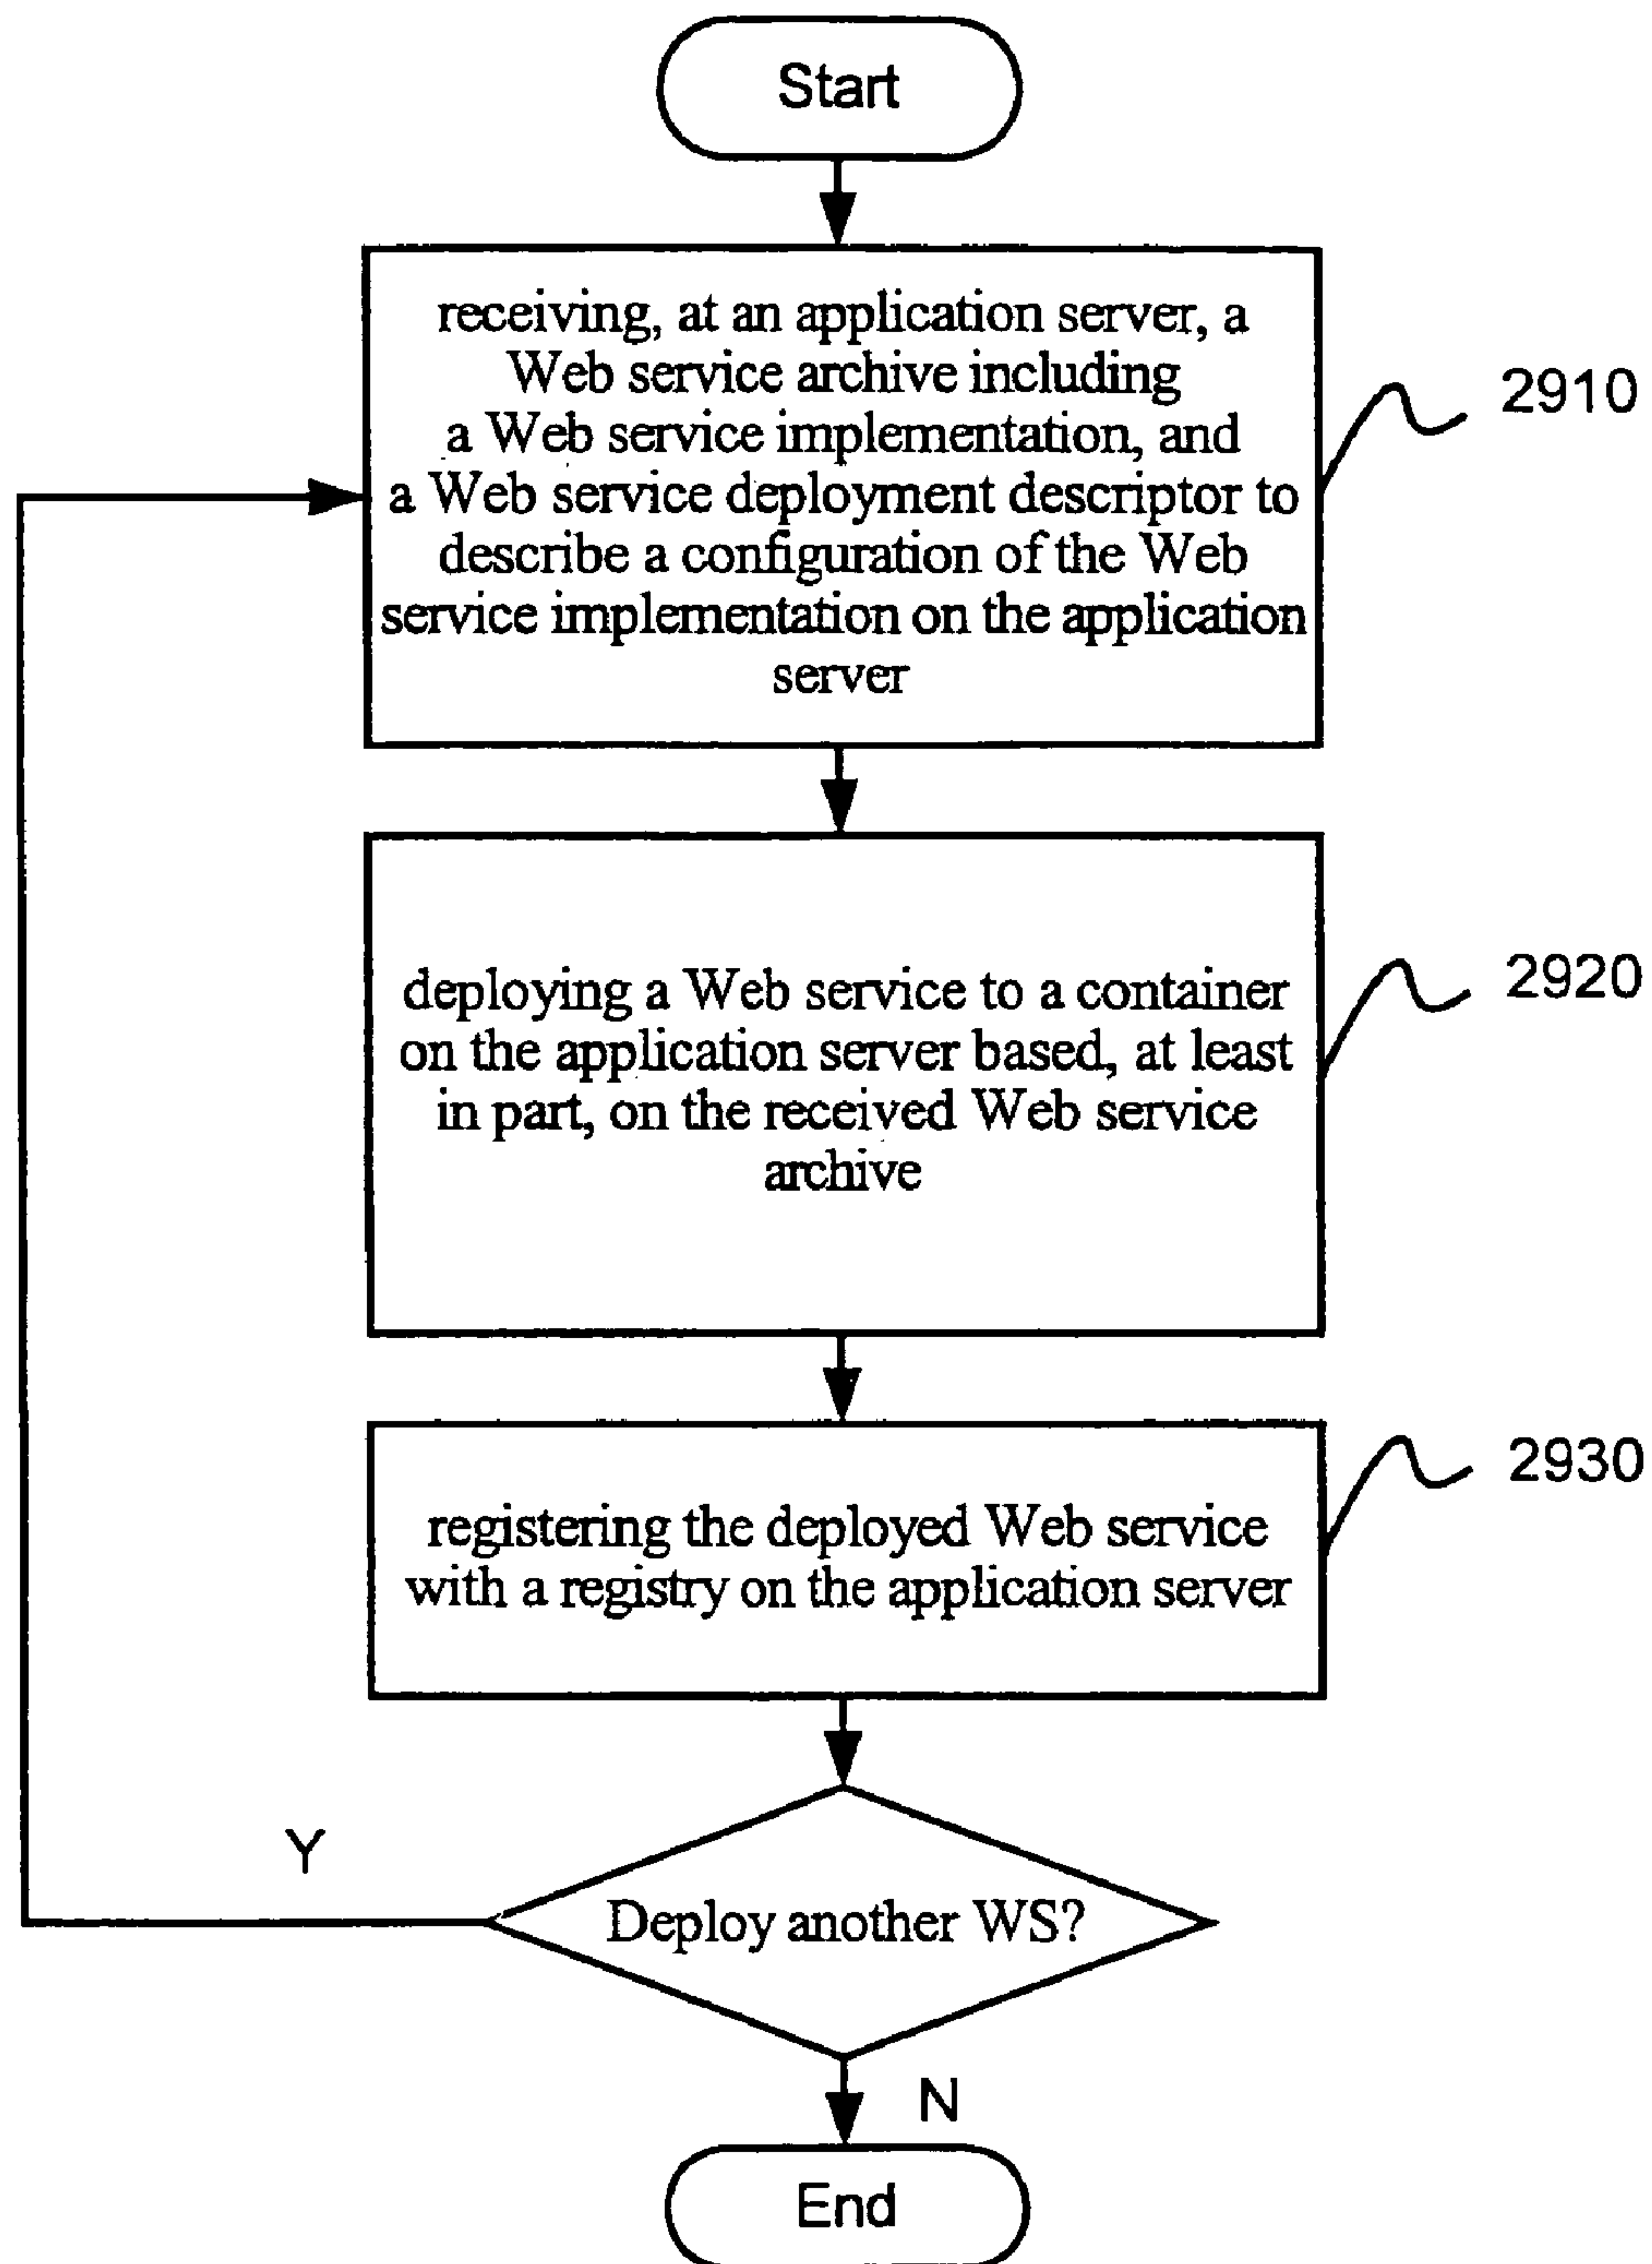 Start
receiving, at an application server, a
Web service archive including
a Web service implementation, and
a Web service deployment descriptor to
describe a configuration of the Web
service implementation on the application
server
2910
deploying a Web service to a container
on the application server based, at least
in part, on the received Web service
archive
2920
registering the deployed Web service
with a registry on the application server
2930
Deploy another WS?
Y
N
End